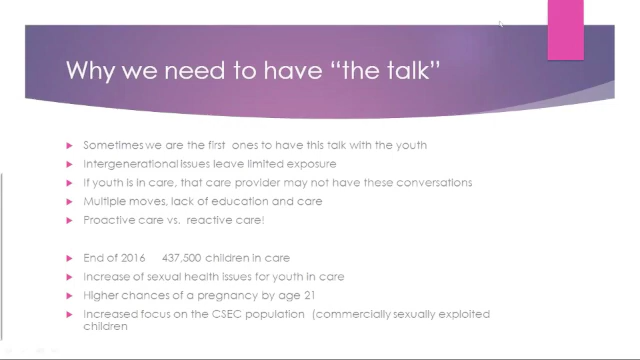 Why we need to have “the talk”
Sometimes we are the first ones to have this talk with the youth
Intergenerational issues leave limited exposure
If youth is in care, that care provider may not have these conversations
Multiple moves, lack of education and care
Proactive care vs. reactive care!
End of 2016 437,500 children in care
Increase of sexual health issues for youth in care
Higher chances of a pregnancy by age 21
Increased focus on the CSEC population (commercially sexually exploited
children